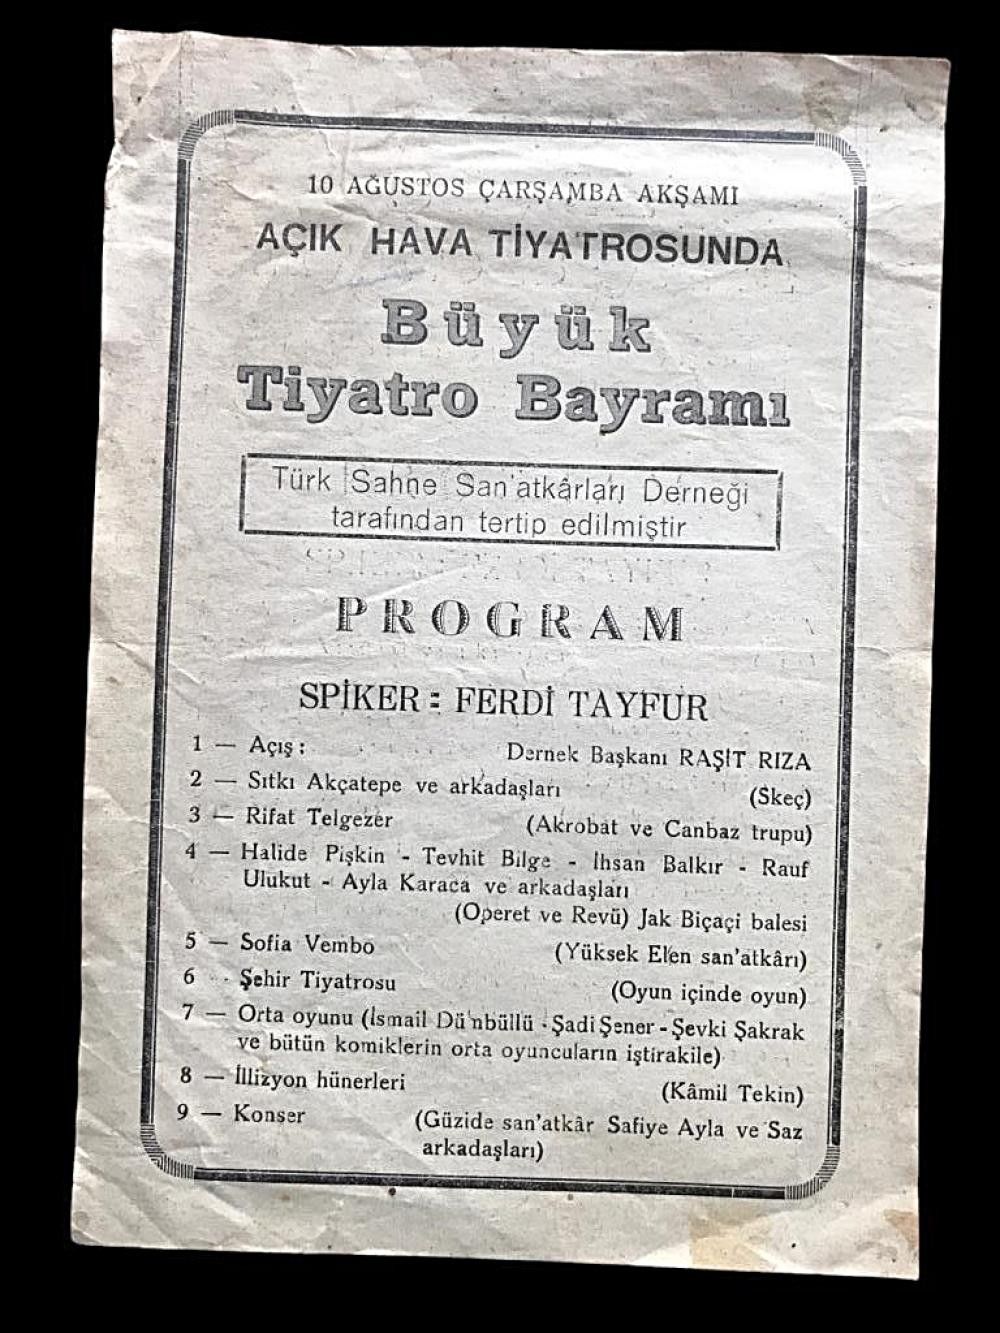 10 AĞUSTOS ÇARŞAMBA AKŞAMI
AÇIK HAVA TİYATROSUNDA
Büyük
Tiyatro Bayramı
Türk Sahne San'atkârları Derneği
tarafından tertip edilmiştir
PROGRAM
SPİKER : FERDİ TAYFUR
1 — Açış : Dernek Başkanı RAŞİT RIZA
2 — Sıtkı Akçatepe ve arkadaşları (Skeç)
3 — Rifat Telgezer (Akrobat ve Canbaz trupu)
4 — Halide Pişkin - Tevhit Bilge - İhsan Balkır - Rauf
Ulukut - Ayla Karaca ve arkadaşları
(Operet ve Revü) Jak Biçaçi balesi
5 — Sofia Vembo (Yüksek Elen san'atkârı)
6 — Şehir Tiyatrosu (Oyun içinde oyun)
7 — Orta oyunu (İsmail Dünbüllü - Şadi Şener - Şevki Şakrak
ve bütün komiklerin orta oyuncuların iştirakile)
8 — İllizyon hünerleri (Kâmil Tekin)
9 — Konser (Güzide san'atkâr Safiye Ayla ve Saz
arkadaşları)